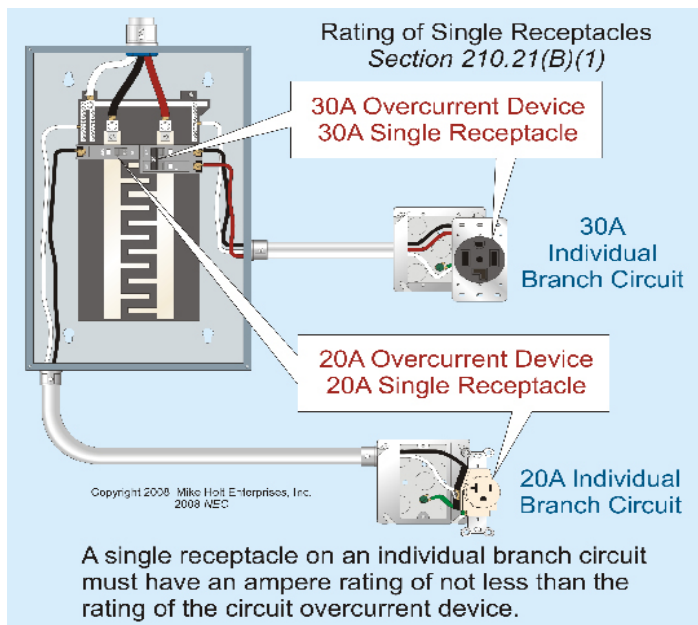 Rating of Single Receptacles
Section 210.21(B)(1)
30A Overcurrent Device
30A Single Receptacle
30A
Individual
Branch Circuit
20A Overcurrent Device
20A Single Receptacle
20A Individual
Branch Circuit
Copyright 2008 Mike Holt Enterprises, Inc.
2008 NEC
A single receptacle on an individual branch circuit
must have an ampere rating of not less than the
rating of the circuit overcurrent device.